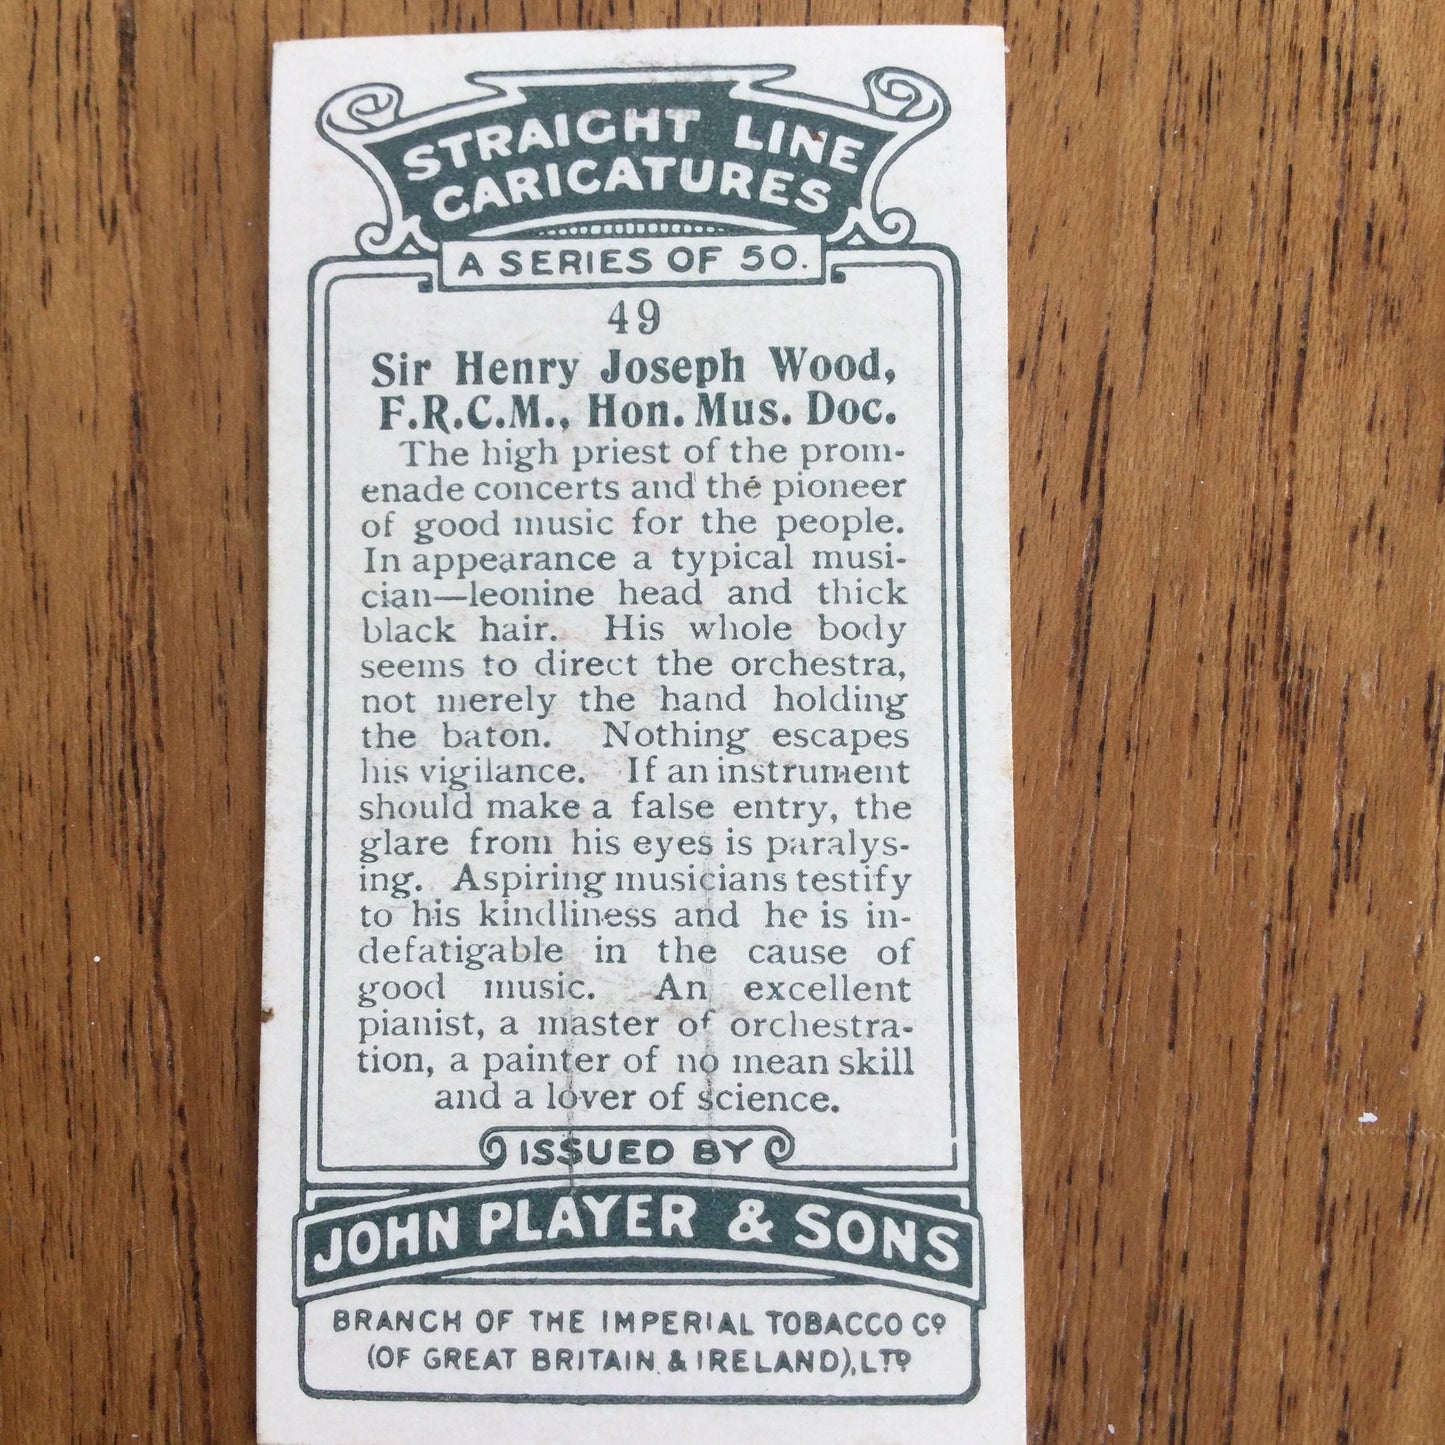 STRAIGHT LINE
CARICATURES
A SERIES OF 50.
49
Sir Henry Joseph Wood,
F.R.C.M., Hon. Mus. Doc.
The high priest of the prom-
enade concerts and the pioneer
of good music for the people.
In appearance a typical musi-
cian—leonine head and thick
black hair. His whole body
seems to direct the orchestra,
not merely the hand holding
the baton. Nothing escapes
his vigilance. If an instrument
should make a false entry, the
glare from his eyes is paralys-
ing. Aspiring musicians testify
to his kindliness and he is in-
defatigable in the cause of
good music. An excellent
pianist, a master of orchestra-
tion, a painter of no mean skill
and a lover of science.
ISSUED BY
JOHN PLAYER & SONS
BRANCH OF THE IMPERIAL TOBACCO CO
(OF GREAT BRITAIN & IRELAND), LTD